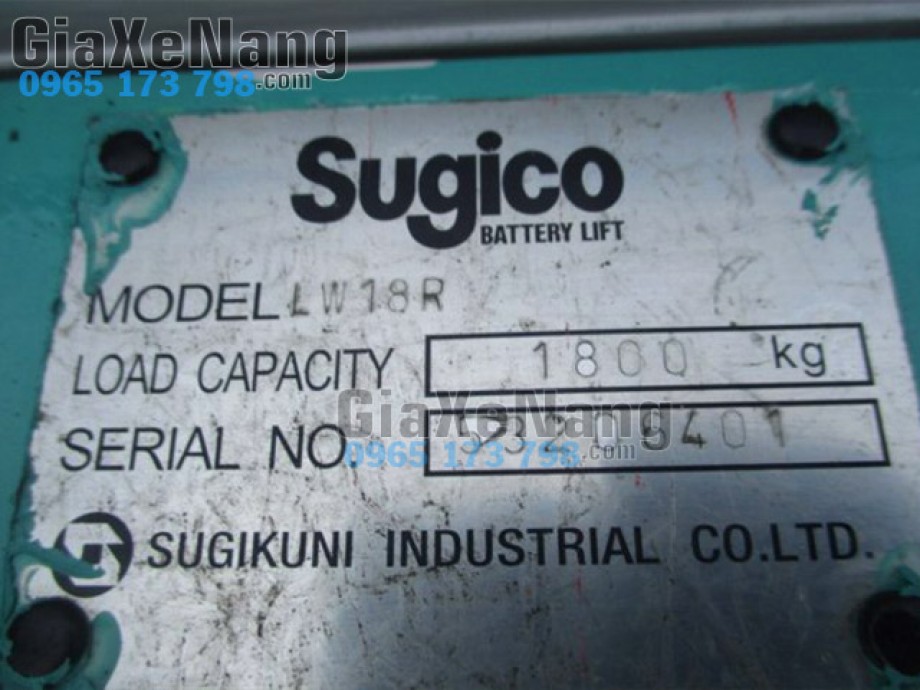 GiaXeNang
0965 173 798.com
Sugico
BATTERY LIFT
MODEL LW18R
LOAD CAPACITY 1800 kg
GiaXeNang
SERIAL NO.
0965 173 798.com
SUGIKUNI INDUSTRIAL CO.LTD.